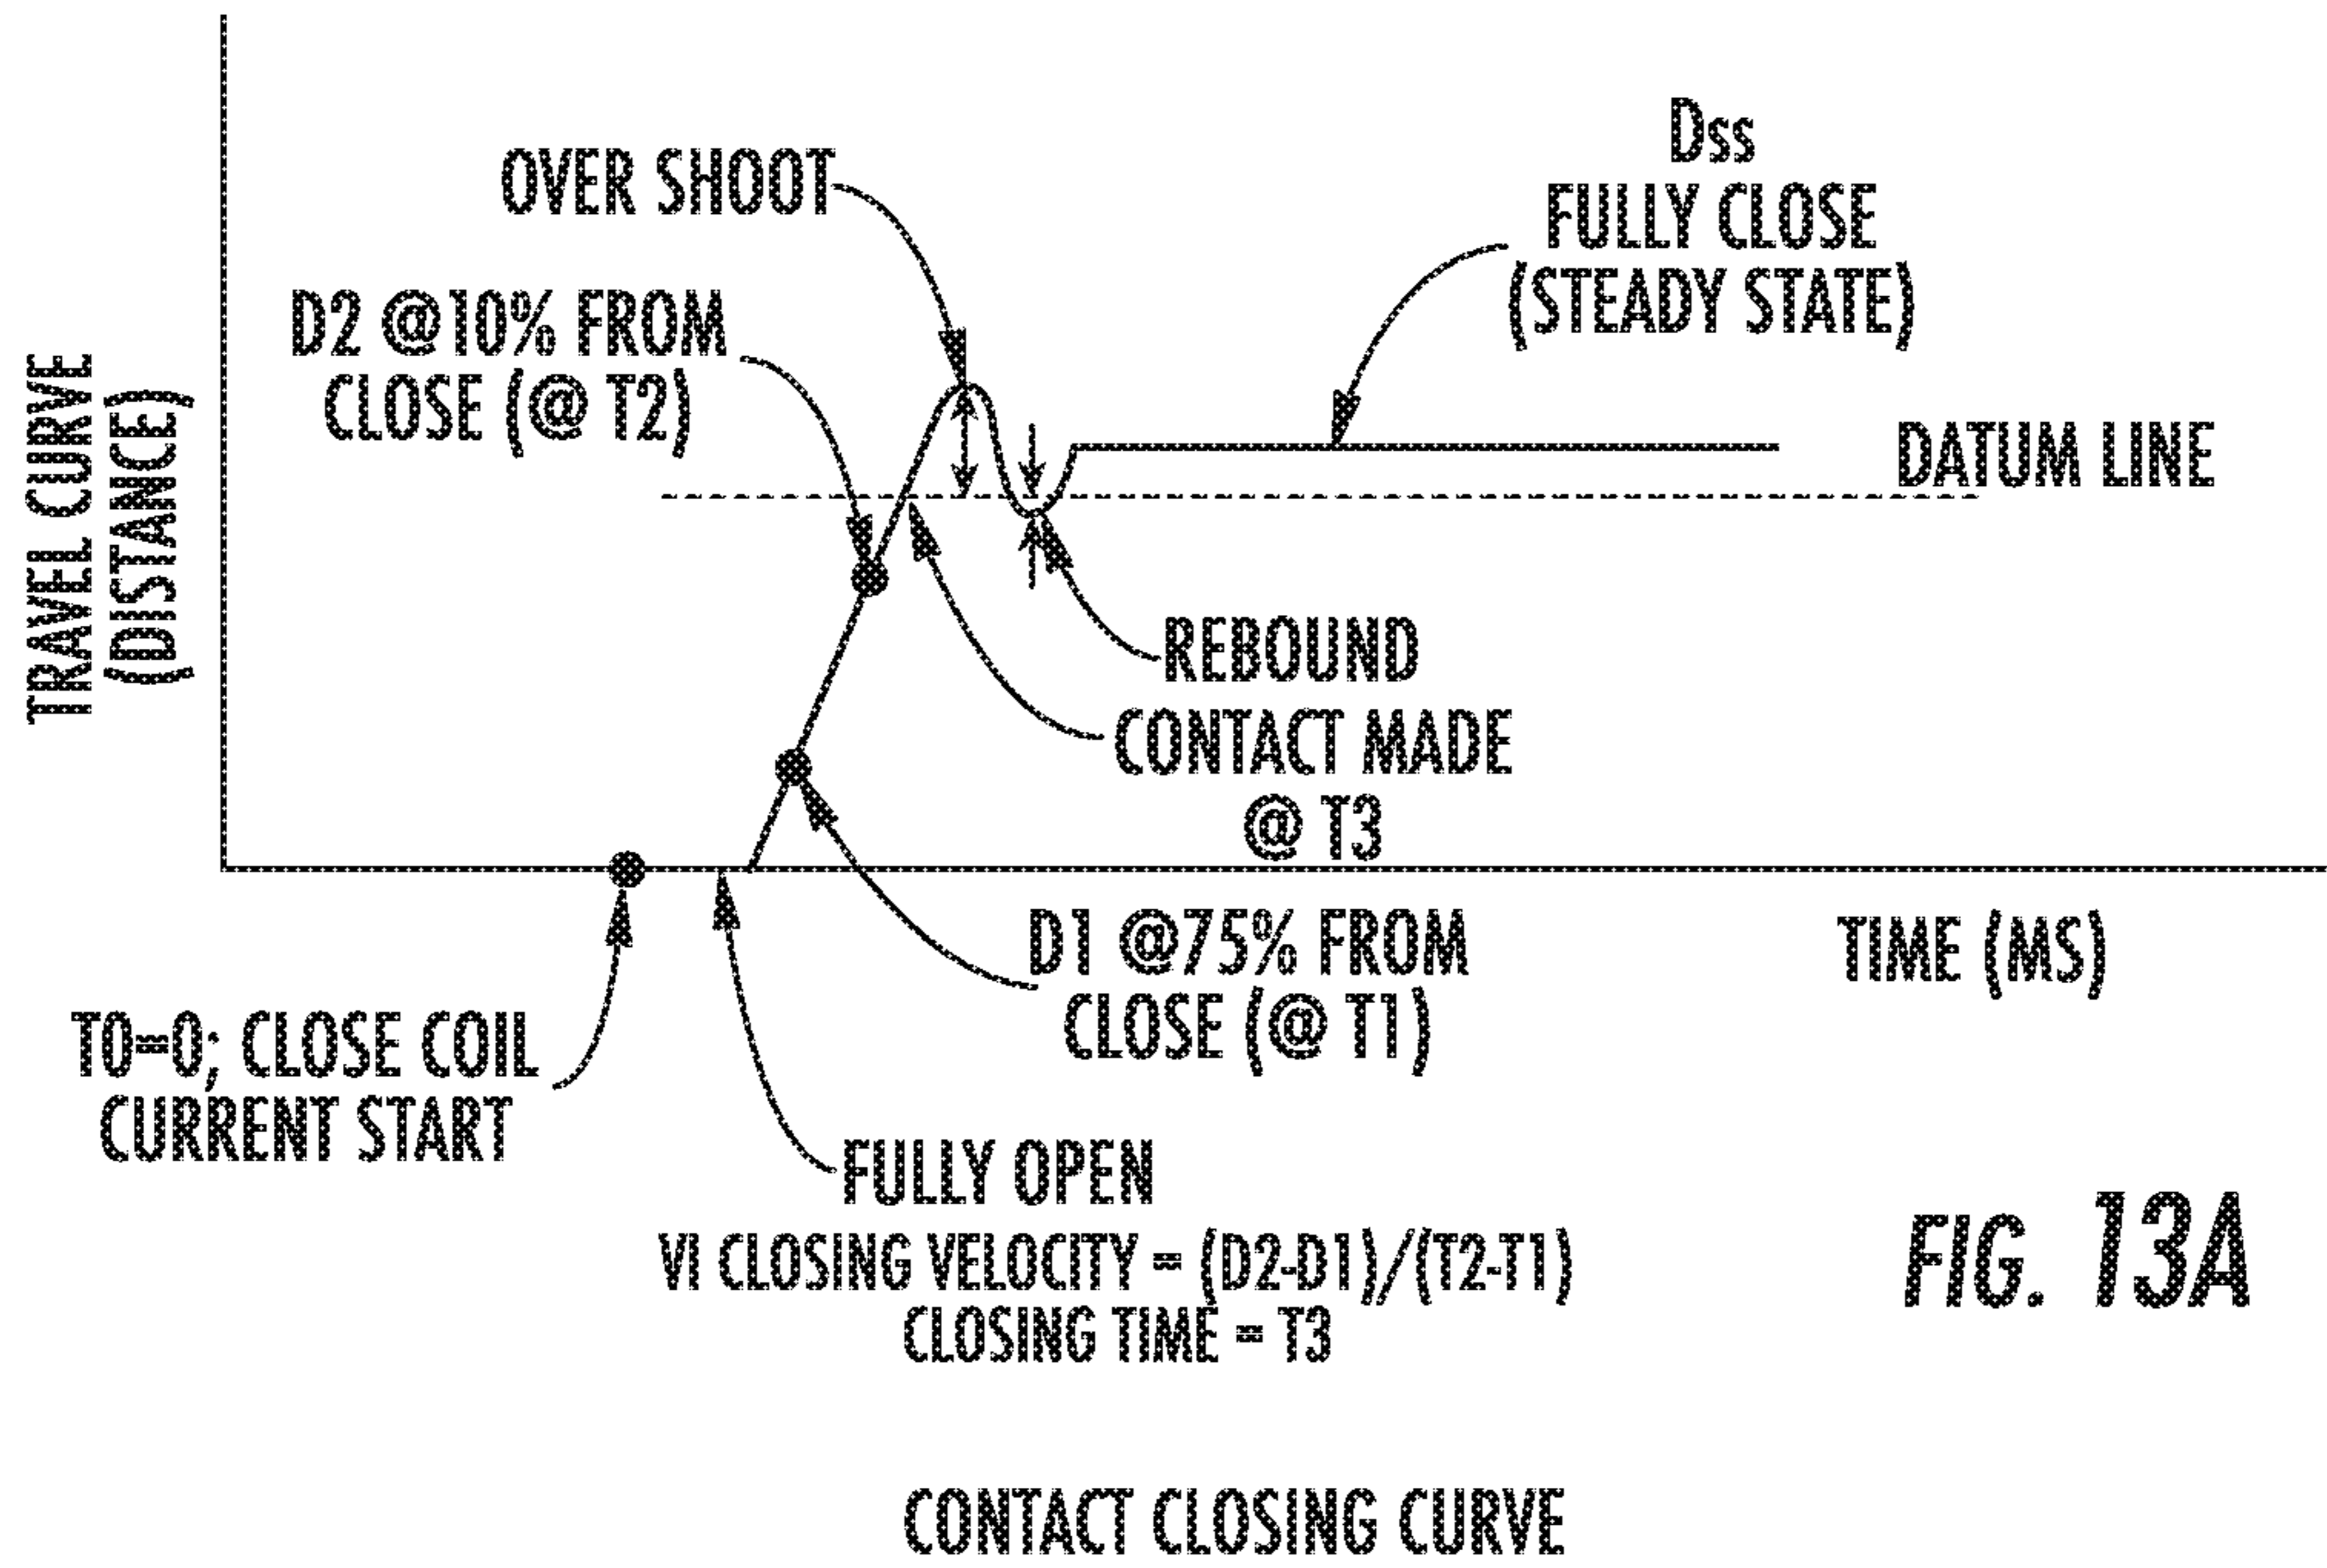 OVER SHOOT
Dss
FULLY CLOSE
(STEADY STATE)
D2 @10% FROM
CLOSE (@ T2)
TRAVEL CURVE
(DISTANCE)
DATUM LINE
REBOUND
CONTACT MADE
@ T3
D1 @75% FROM
CLOSE (@ T1)
TIME (MS)
T0=0; CLOSE COIL
CURRENT START
FULLY OPEN
VI CLOSING VELOCITY = (D2-D1)/(T2-T1)
CLOSING TIME = T3
FIG. 13A
CONTACT CLOSING CURVE